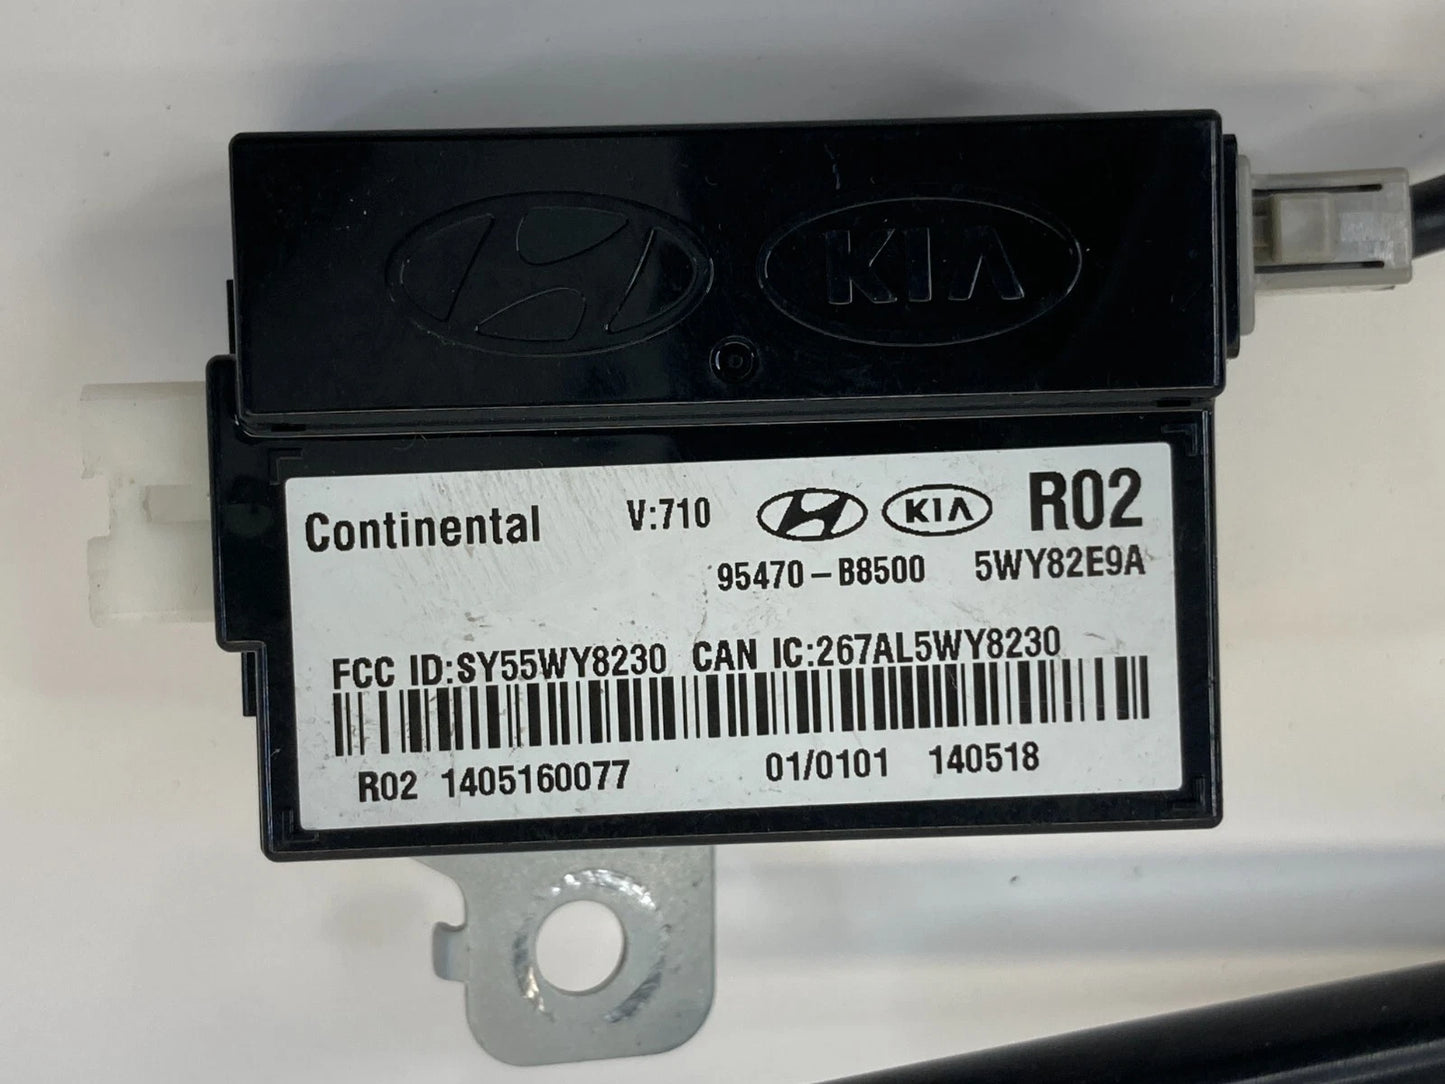 KIA
Continental V:710 KIA R02
95470-B8500 5WY82E9A
FCC ID:SY55WY8230 CAN IC:267AL5WY8230
R02 1405160077 01/0101 140518